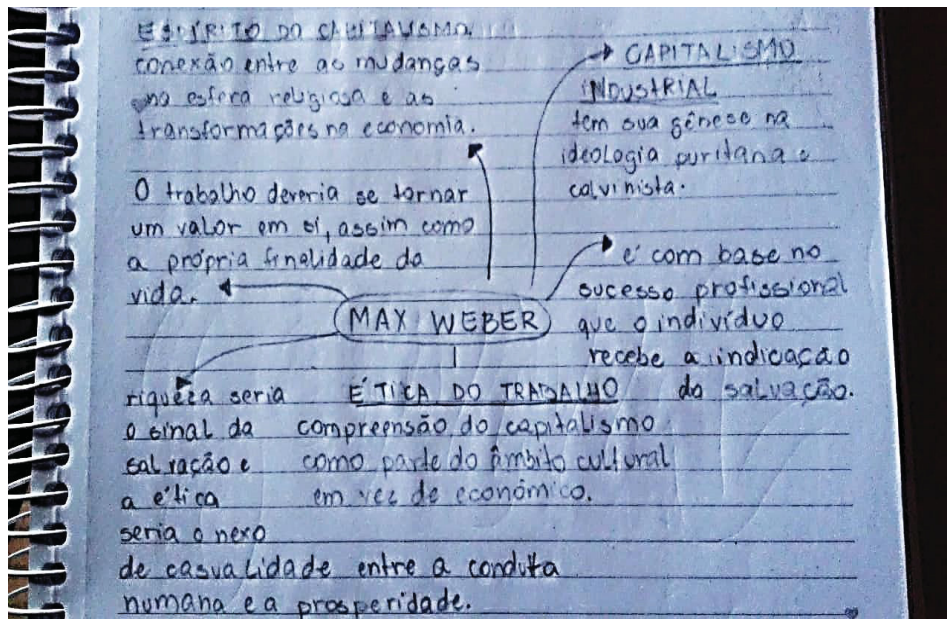 ESPÍRITO DO CAPITALISMO
conexão entre as mudanças
na esfera religiosa e as
transformações na economia.
CAPITALISMO
INDUSTRIAL
tem sua gênese na
ideologia puritana e
calvinista.
O trabalho deveria se tornar
um valor em sí, assim como
a própria finalidade da
vida.
é com base no
sucesso profissional
que o indivíduo
recebe a indicação
da salvação.
MAX WEBER
riqueza seria
o sinal da
salvação e
a ética
seria o nexo
de casualidade entre a conduta
humana e a prosperidade.
ÉTICA DO TRABALHO
compreensão do capitalismo
como parte do âmbito cultural
em vez de econômico.